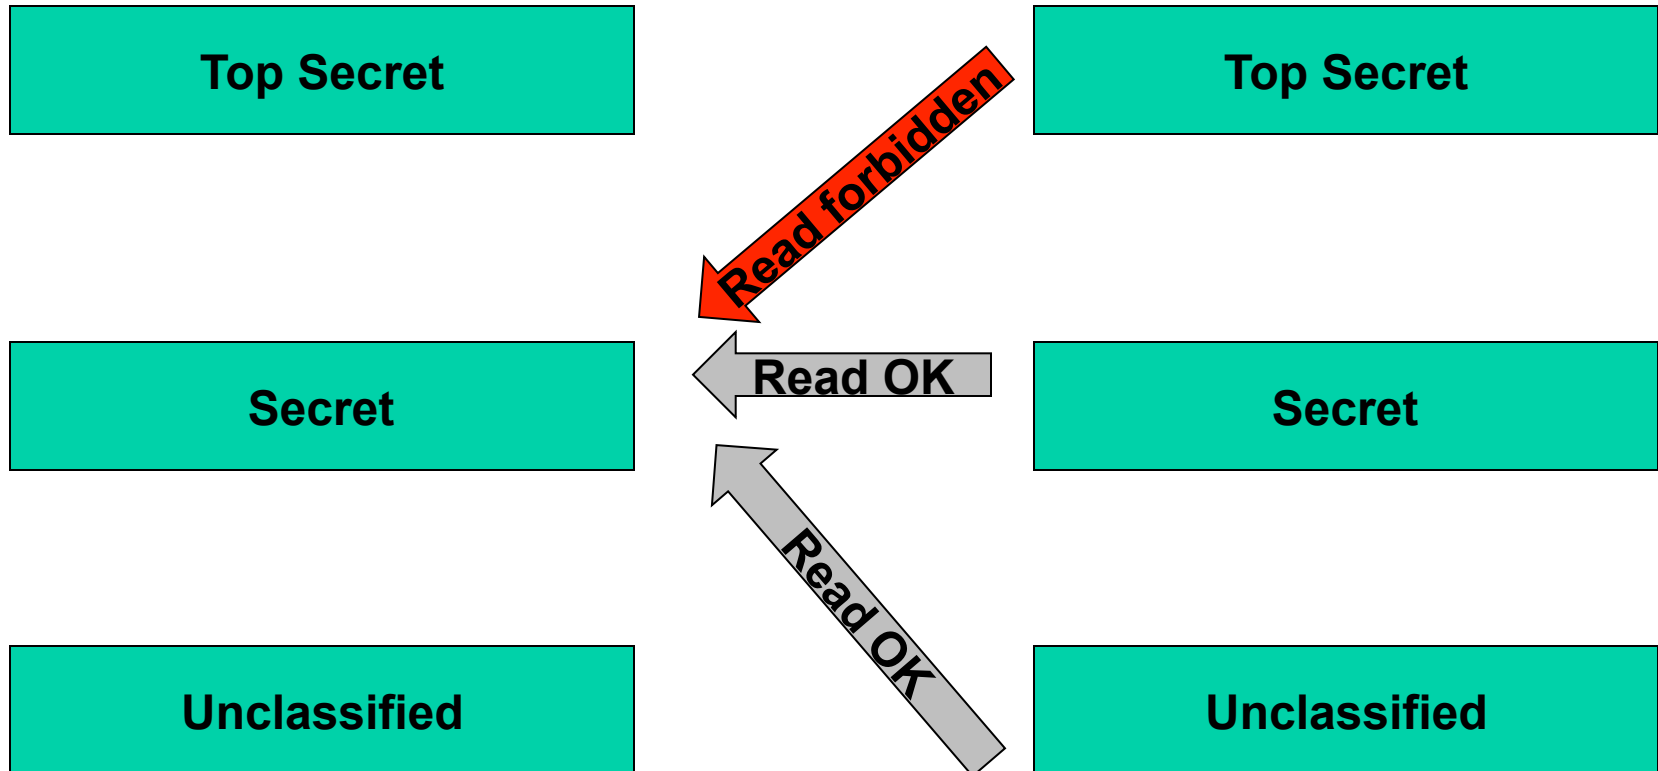 Top Secret
Top Secret
Read forbidden
Secret
Read OK
Secret
Read OK
Unclassified
Unclassified